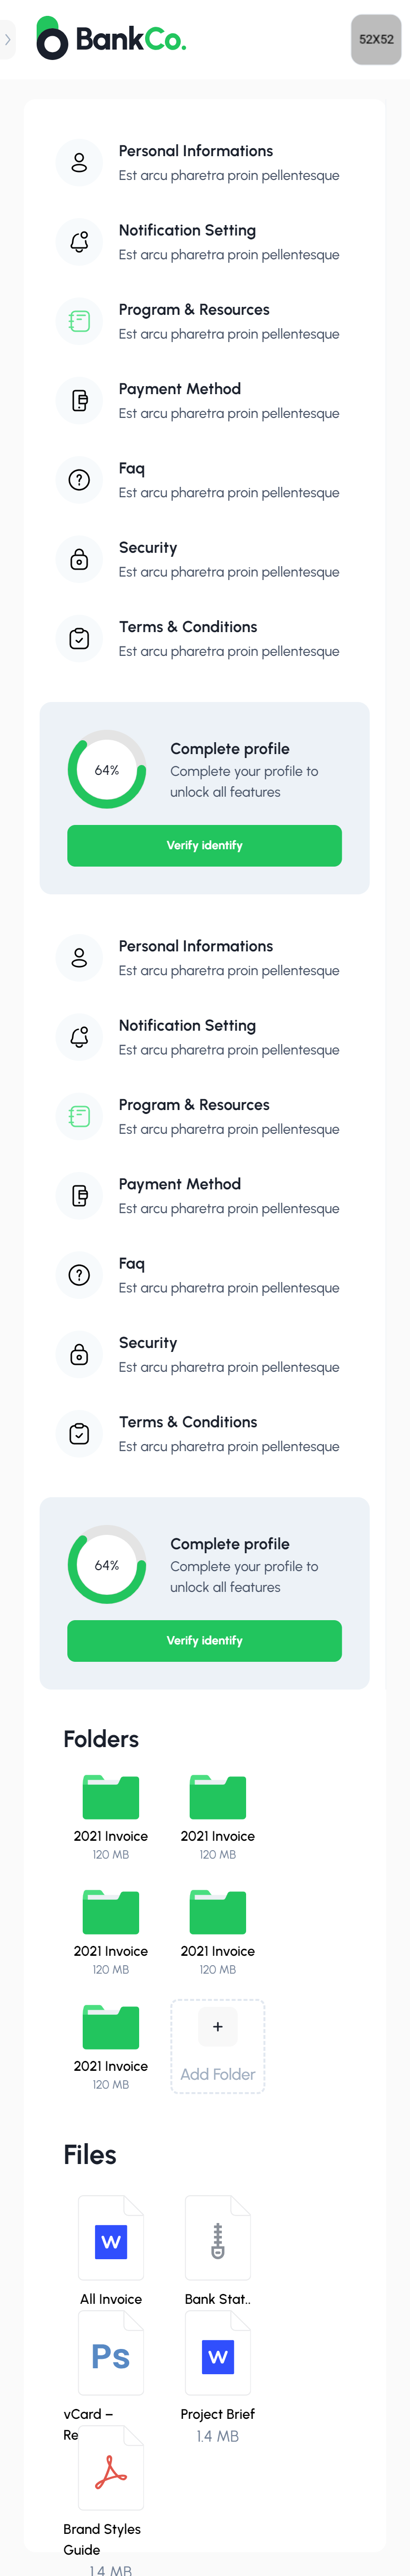 BankCo.
52X52
Personal Informations
Est arcu pharetra proin pellentesque
Notification Setting
Est arcu pharetra proin pellentesque
Program & Resources
Est arcu pharetra proin pellentesque
Payment Method
Est arcu pharetra proin pellentesque
Faq
Est arcu pharetra proin pellentesque
Security
Est arcu pharetra proin pellentesque
Terms & Conditions
Est arcu pharetra proin pellentesque
64%
Complete profile
Complete your profile to
unlock all features
Verify identify
Personal Informations
Est arcu pharetra proin pellentesque
Notification Setting
Est arcu pharetra proin pellentesque
Program & Resources
Est arcu pharetra proin pellentesque
Payment Method
Est arcu pharetra proin pellentesque
Faq
Est arcu pharetra proin pellentesque
Security
Est arcu pharetra proin pellentesque
Terms & Conditions
Est arcu pharetra proin pellentesque
64%
Complete profile
Complete your profile to
unlock all features
Verify identify
Folders
2021 Invoice
120 MB
2021 Invoice
120 MB
2021 Invoice
120 MB
2021 Invoice
120 MB
2021 Invoice
120 MB
+
Add Folder
Files
W
All Invoice
Bank Stat..
Ps
vCard –
Re
W
Project Brief
1.4 MB
Brand Styles
Guide
1.4 MB